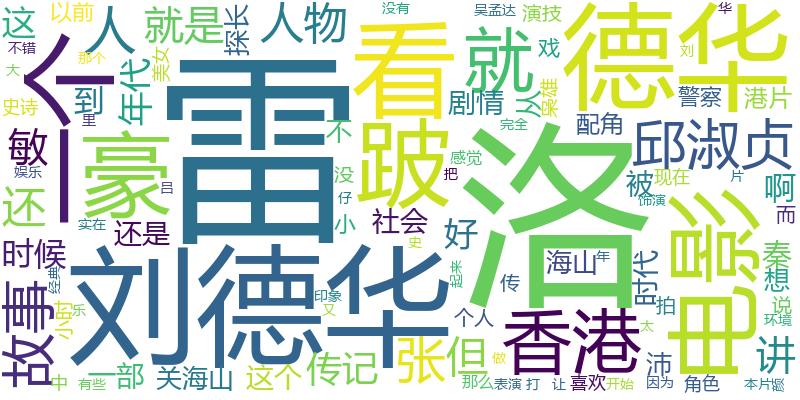 这
以前
人
就是
探长
人物
看
没有
吴孟达
演技
就
德华
刘
华
不错
大
那个
美女
一个
雷
戏
枭雄
史诗
到
年代
剧情
从
警察
港片
里
豪
不
跛
洛
完全
配角
邱淑贞
敏
娱乐
吕
没
仔
感觉
把
被
现在
片
啊
还
实在
还是
小
社会
饰演
而
时候
好
海山
年
时代
电影
秦
经典
刘德华
史
起来
传
想
故事
小时
乐
印象
又
个人
香港
拍
太
说
环境
张
但
沛
讲
中
有些
一部
关海山
这个
传记
做
那么
表演
打
让
喜欢
开始
因为
角色
本片